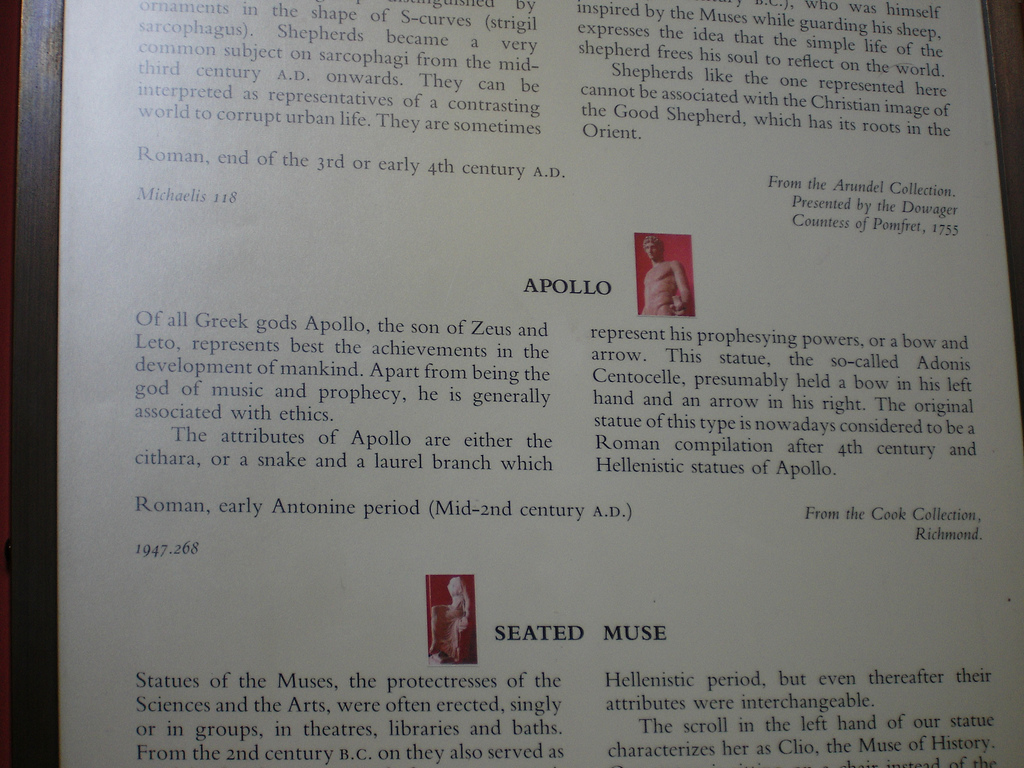 distinguished by
ornaments in the shape of S-curves (strigil
sarcophagus). Shepherds became a very
common subject on sarcophagi from the mid-
third century A.D. onwards. They can be
interpreted as representatives of a contrasting
world to corrupt urban life. They are sometimes
B.C.), who was himself
inspired by the Muses while guarding his sheep,
expresses the idea that the simple life of the
shepherd frees his soul to reflect on the world.
Shepherds like the one represented here
cannot be associated with the Christian image of
the Good Shepherd, which has its roots in the
Orient.
Roman, end of the 3rd or early 4th century A.D.
Michaelis 118
From the Arundel Collection.
Presented by the Dowager
Countess of Pomfret, 1755
APOLLO
Of all Greek gods Apollo, the son of Zeus and
Leto, represents best the achievements in the
development of mankind. Apart from being the
god of music and prophecy, he is generally
associated with ethics.
The attributes of Apollo are either the
cithara, or a snake and a laurel branch which
represent his prophesying powers, or a bow and
arrow. This statue, the so-called Adonis
Centocelle, presumably held a bow in his left
hand and an arrow in his right. The original
statue of this type is nowadays considered to be a
Roman compilation after 4th century and
Hellenistic statues of Apollo.
Roman, early Antonine period (Mid-2nd century A.D.)
1947.268
From the Cook Collection,
Richmond.
SEATED MUSE
Statues of the Muses, the protectresses of the
Sciences and the Arts, were often erected, singly
or in groups, in theatres, libraries and baths.
From the 2nd century B.C. on they also served as
Hellenistic period, but even thereafter their
attributes were interchangeable.
The scroll in the left hand of our statue
characterizes her as Clio, the Muse of History.
chair instead of the